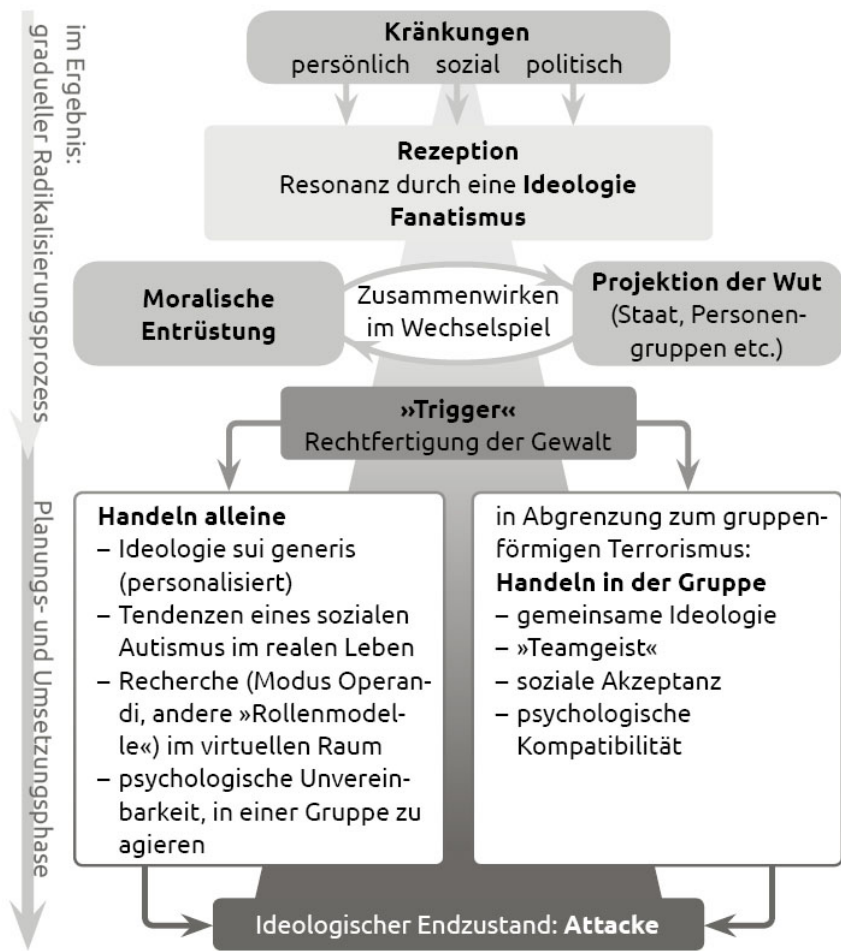 im Ergebnis:
gradueller Radikalisierungsprozess
Planungs- und Umsetzungsphase
Kränkungen
persönlich sozial politisch
Rezeption
Resonanz durch eine Ideologie
Fanatismus
Moralische
Entrüstung
Zusammenwirken
im Wechselspiel
Projektion der Wut
(Staat, Personen-
gruppen etc.)
»Trigger«
Rechtfertigung der Gewalt
Handeln alleine
– Ideologie sui generis
(personalisiert)
– Tendenzen eines sozialen
Autismus im realen Leben
– Recherche (Modus Operan-
di, andere »Rollenmodel-
le«) im virtuellen Raum
– psychologische Unverein-
barkeit, in einer Gruppe zu
agieren
in Abgrenzung zum gruppen-
förmigen Terrorismus:
Handeln in der Gruppe
– gemeinsame Ideologie
– »Teamgeist«
– soziale Akzeptanz
– psychologische
Kompatibilität
Ideologischer Endzustand: Attacke